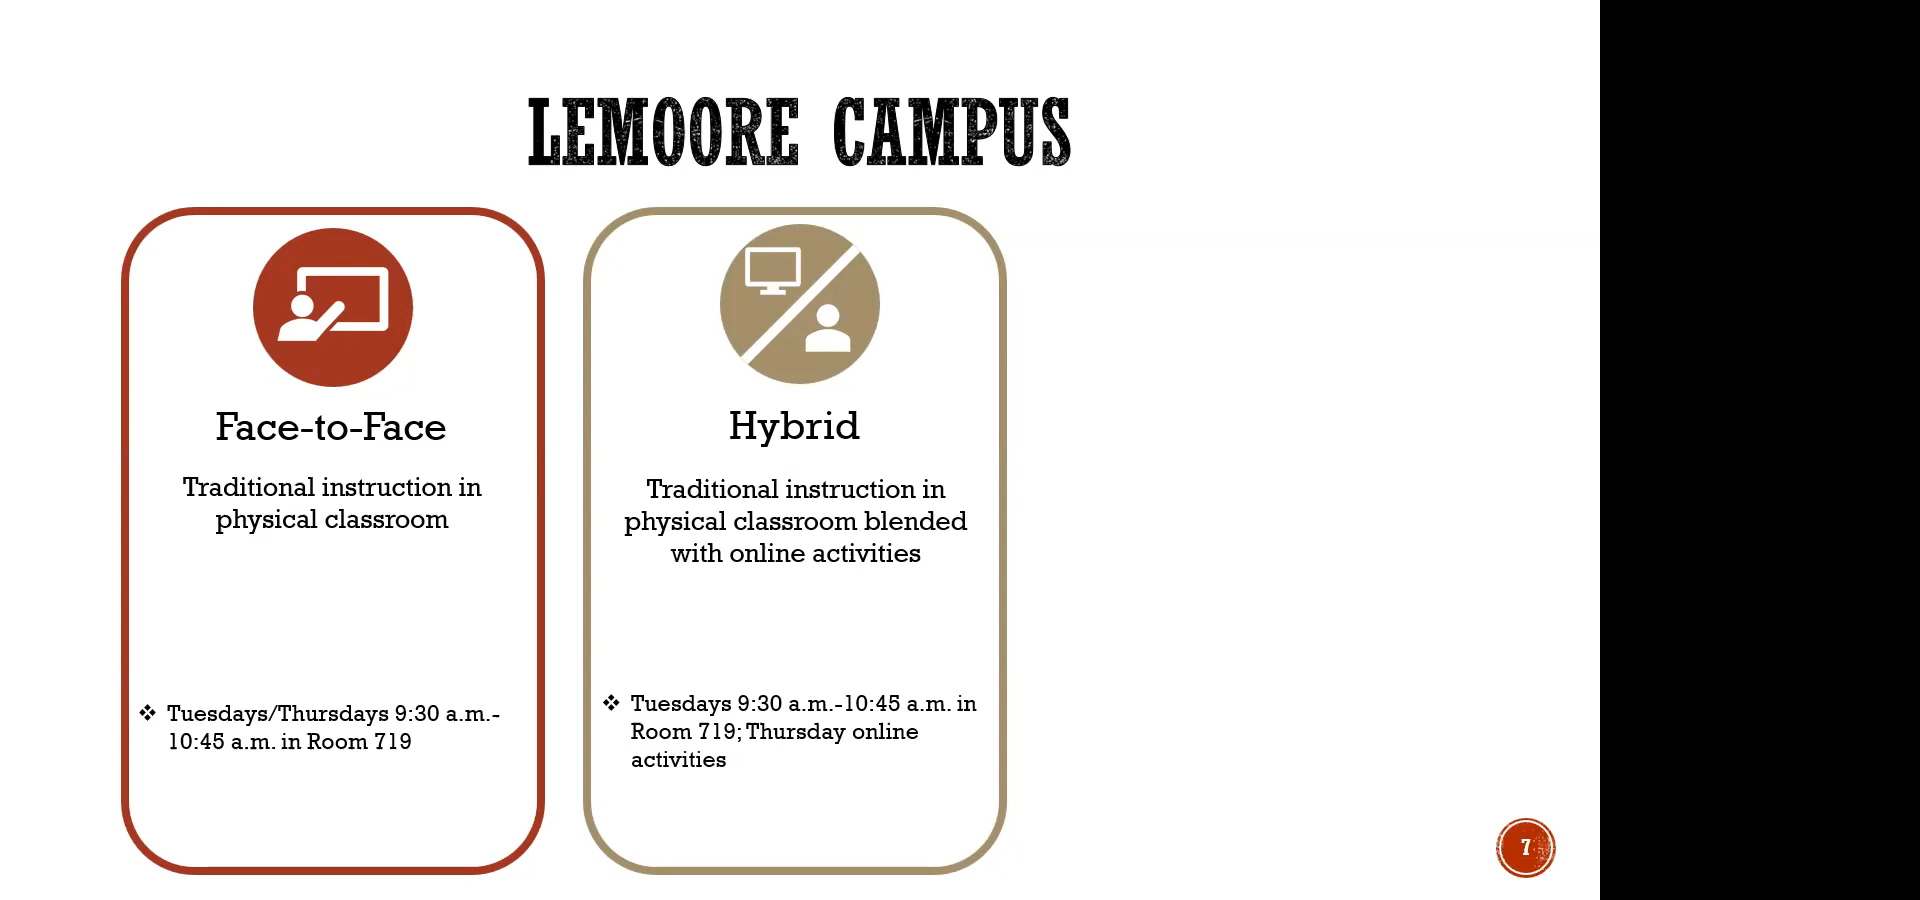 LEMOORE CAMPUS
Face-to-Face
Traditional instruction in
physical classroom
❖ Tuesdays/Thursdays 9:30 a.m.-
10:45 a.m. in Room 719
Hybrid
Traditional instruction in
physical classroom blended
with online activities
❖ Tuesdays 9:30 a.m.-10:45 a.m. in
Room 719; Thursday online
activities
7